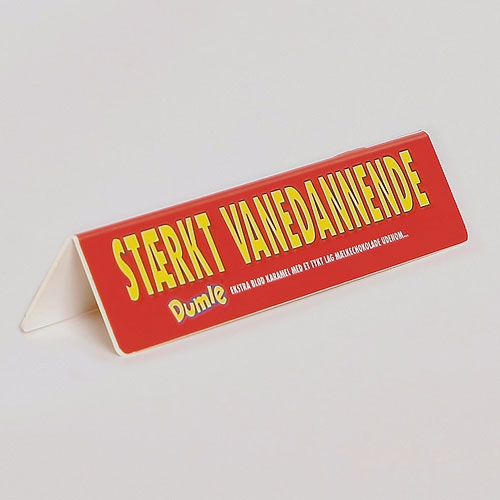 STÆRKT VANEDANNENDE
Dumle EKSTRA BLØD KARAMEL MED ET TYKT LAG MÆLKECHOKOLADE UDENOM...